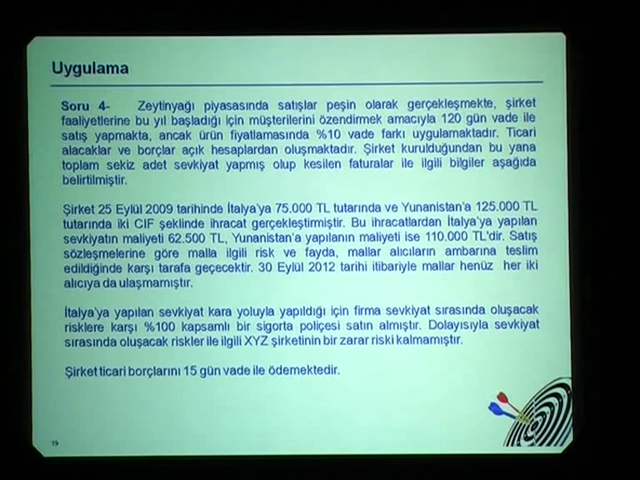 Uygulama
Soru 4- Zeytinyağı piyasasında satışlar peşin olarak gerçekleşmekte, şirket
faaliyetlerine bu yıl başladığı için müşterilerini özendirmek amacıyla 120 gün vade ile
satış yapmakta, ancak ürün fiyatlamasında %10 vade farkı uygulamaktadır. Ticari
alacaklar ve borçlar açık hesaplardan oluşmaktadır. Şirket kurulduğundan bu yana
toplam sekiz adet sevkiyat yapmış olup kesilen faturalar ile ilgili bilgiler aşağıda
belirtilmiştir.
Şirket 25 Eylül 2009 tarihinde İtalya'ya 75.000 TL tutarında ve Yunanistan'a 125.000 TL
tutarında iki CIF şeklinde ihracat gerçekleştirmiştir. Bu ihracatlardan İtalya'ya yapılan
sevkiyatın maliyeti 62.500 TL, Yunanistan'a yapılanın maliyeti ise 110.000 TL'dir. Satış
sözleşmelerine göre malla ilgili risk ve fayda, mallar alıcıların ambarına teslim
edildiğinde karşı tarafa geçecektir. 30 Eylül 2012 tarihi itibariyle mallar henüz her iki
alıcıya da ulaşmamıştır.
İtalya'ya yapılan sevkiyat kara yoluyla yapıldığı için firma sevkiyat sırasında oluşacak
risklere karşı %100 kapsamlı bir sigorta poliçesi satın almıştır. Dolayısıyla sevkiyat
sırasında oluşacak riskler ile ilgili XYZ şirketinin bir zarar riski kalmamıştır.
Şirket ticari borçlarını 15 gün vade ile ödemektedir.
19